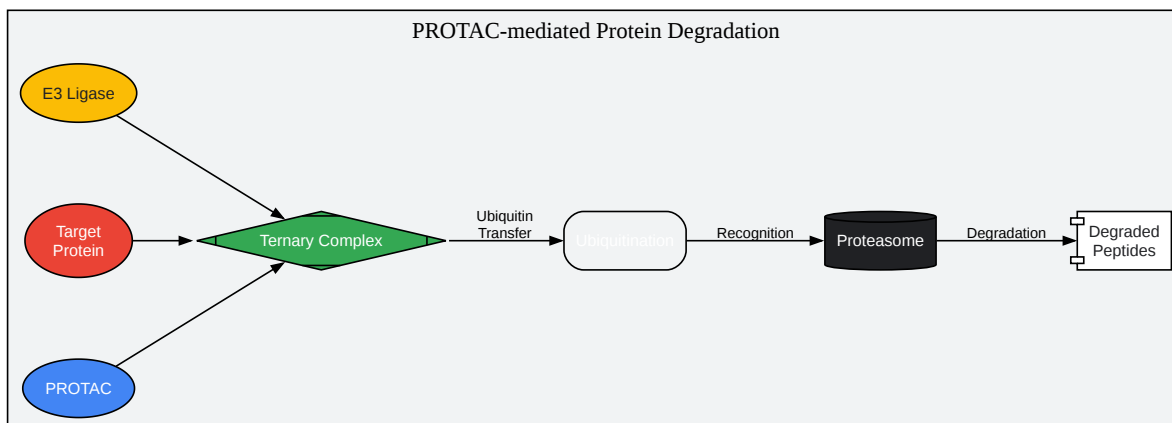 PROTAC-mediated Protein Degradation
E3 Ligase
Target
Protein
PROTAC
Ternary Complex
Ubiquitin
Transfer
Ubiquitination
Recognition
Proteasome
Degradation
Degraded
Peptides